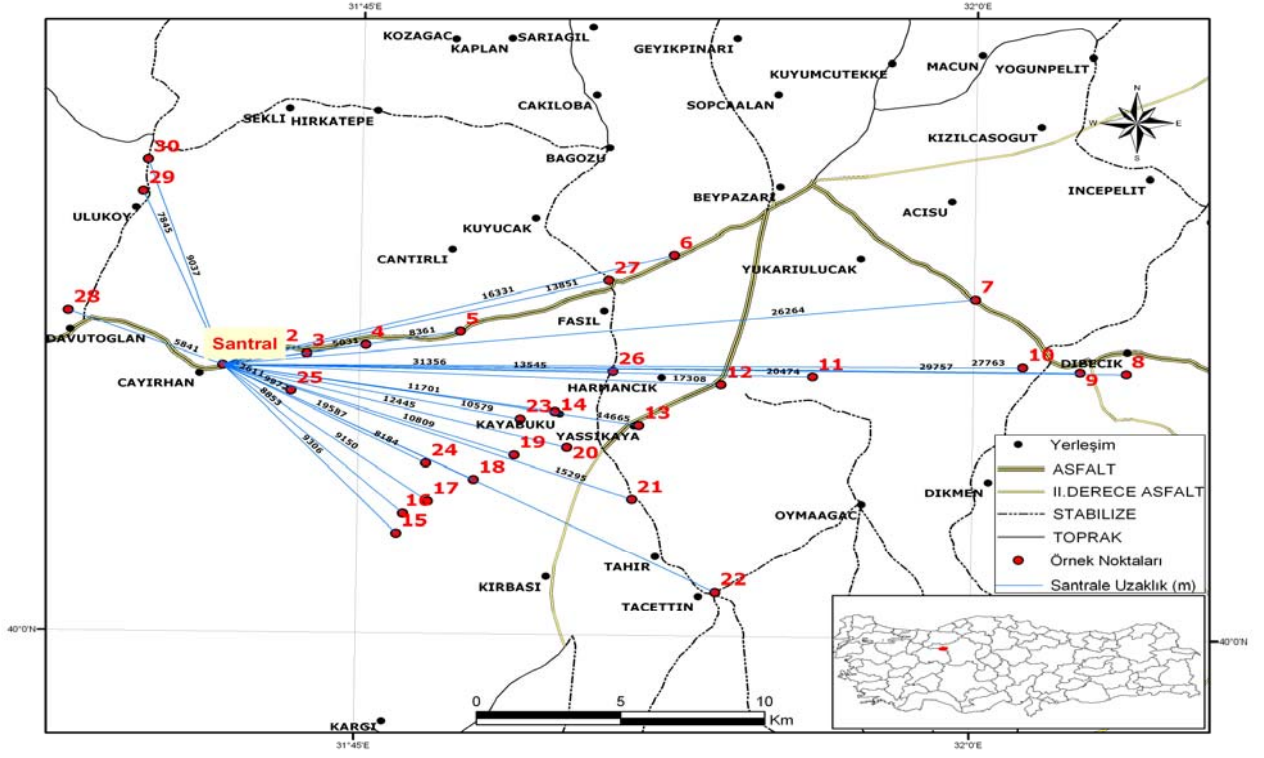 31°45'E
32°0'E
KOZAGAC
KAPLAN
SARIAGIL
GEYIKPINARI
KUYUMCUTEKKE
MACUN
YOGUNPELIT
N
W
E
S
SEKLI
HIRKATEPE
CAKILOBA
SOPCAALAN
KIZILCASOGUT
BAGOZU
30
29
ULUKOY
7845
9037
BEYPAZARI
ACISU
INCEPELIT
KUYUCAK
CANTIRLI
6
27
16331
13851
YUKARIULUCAK
28
DAVUTOGLAN
5841
Santral
2
3
4
5
5031
8361
FASIL
26264
7
CAYIRHAN
2611
31356
13545
26
HARMANCIK
17308
12
20474
11
29757
27763
10
DIBECIK
9
8
25
9872
8853
9306
19587
9150
8184
11701
12445
10579
10809
23
14
KAYABUKU
14665
13
YASSIKAYA
19
20
15295
24
18
17
16
15
21
OYMAAGAC
DIKMEN
TAHIR
KIRBASI
22
TACETTIN
KARGI
Yerleşim
ASFALT
II.DERECE ASFALT
STABILIZE
TOPRAK
Örnek Noktaları
Santrale Uzaklık (m)
40°0'N
40°0'N
0
5
10
Km
31°45'E
32°0'E